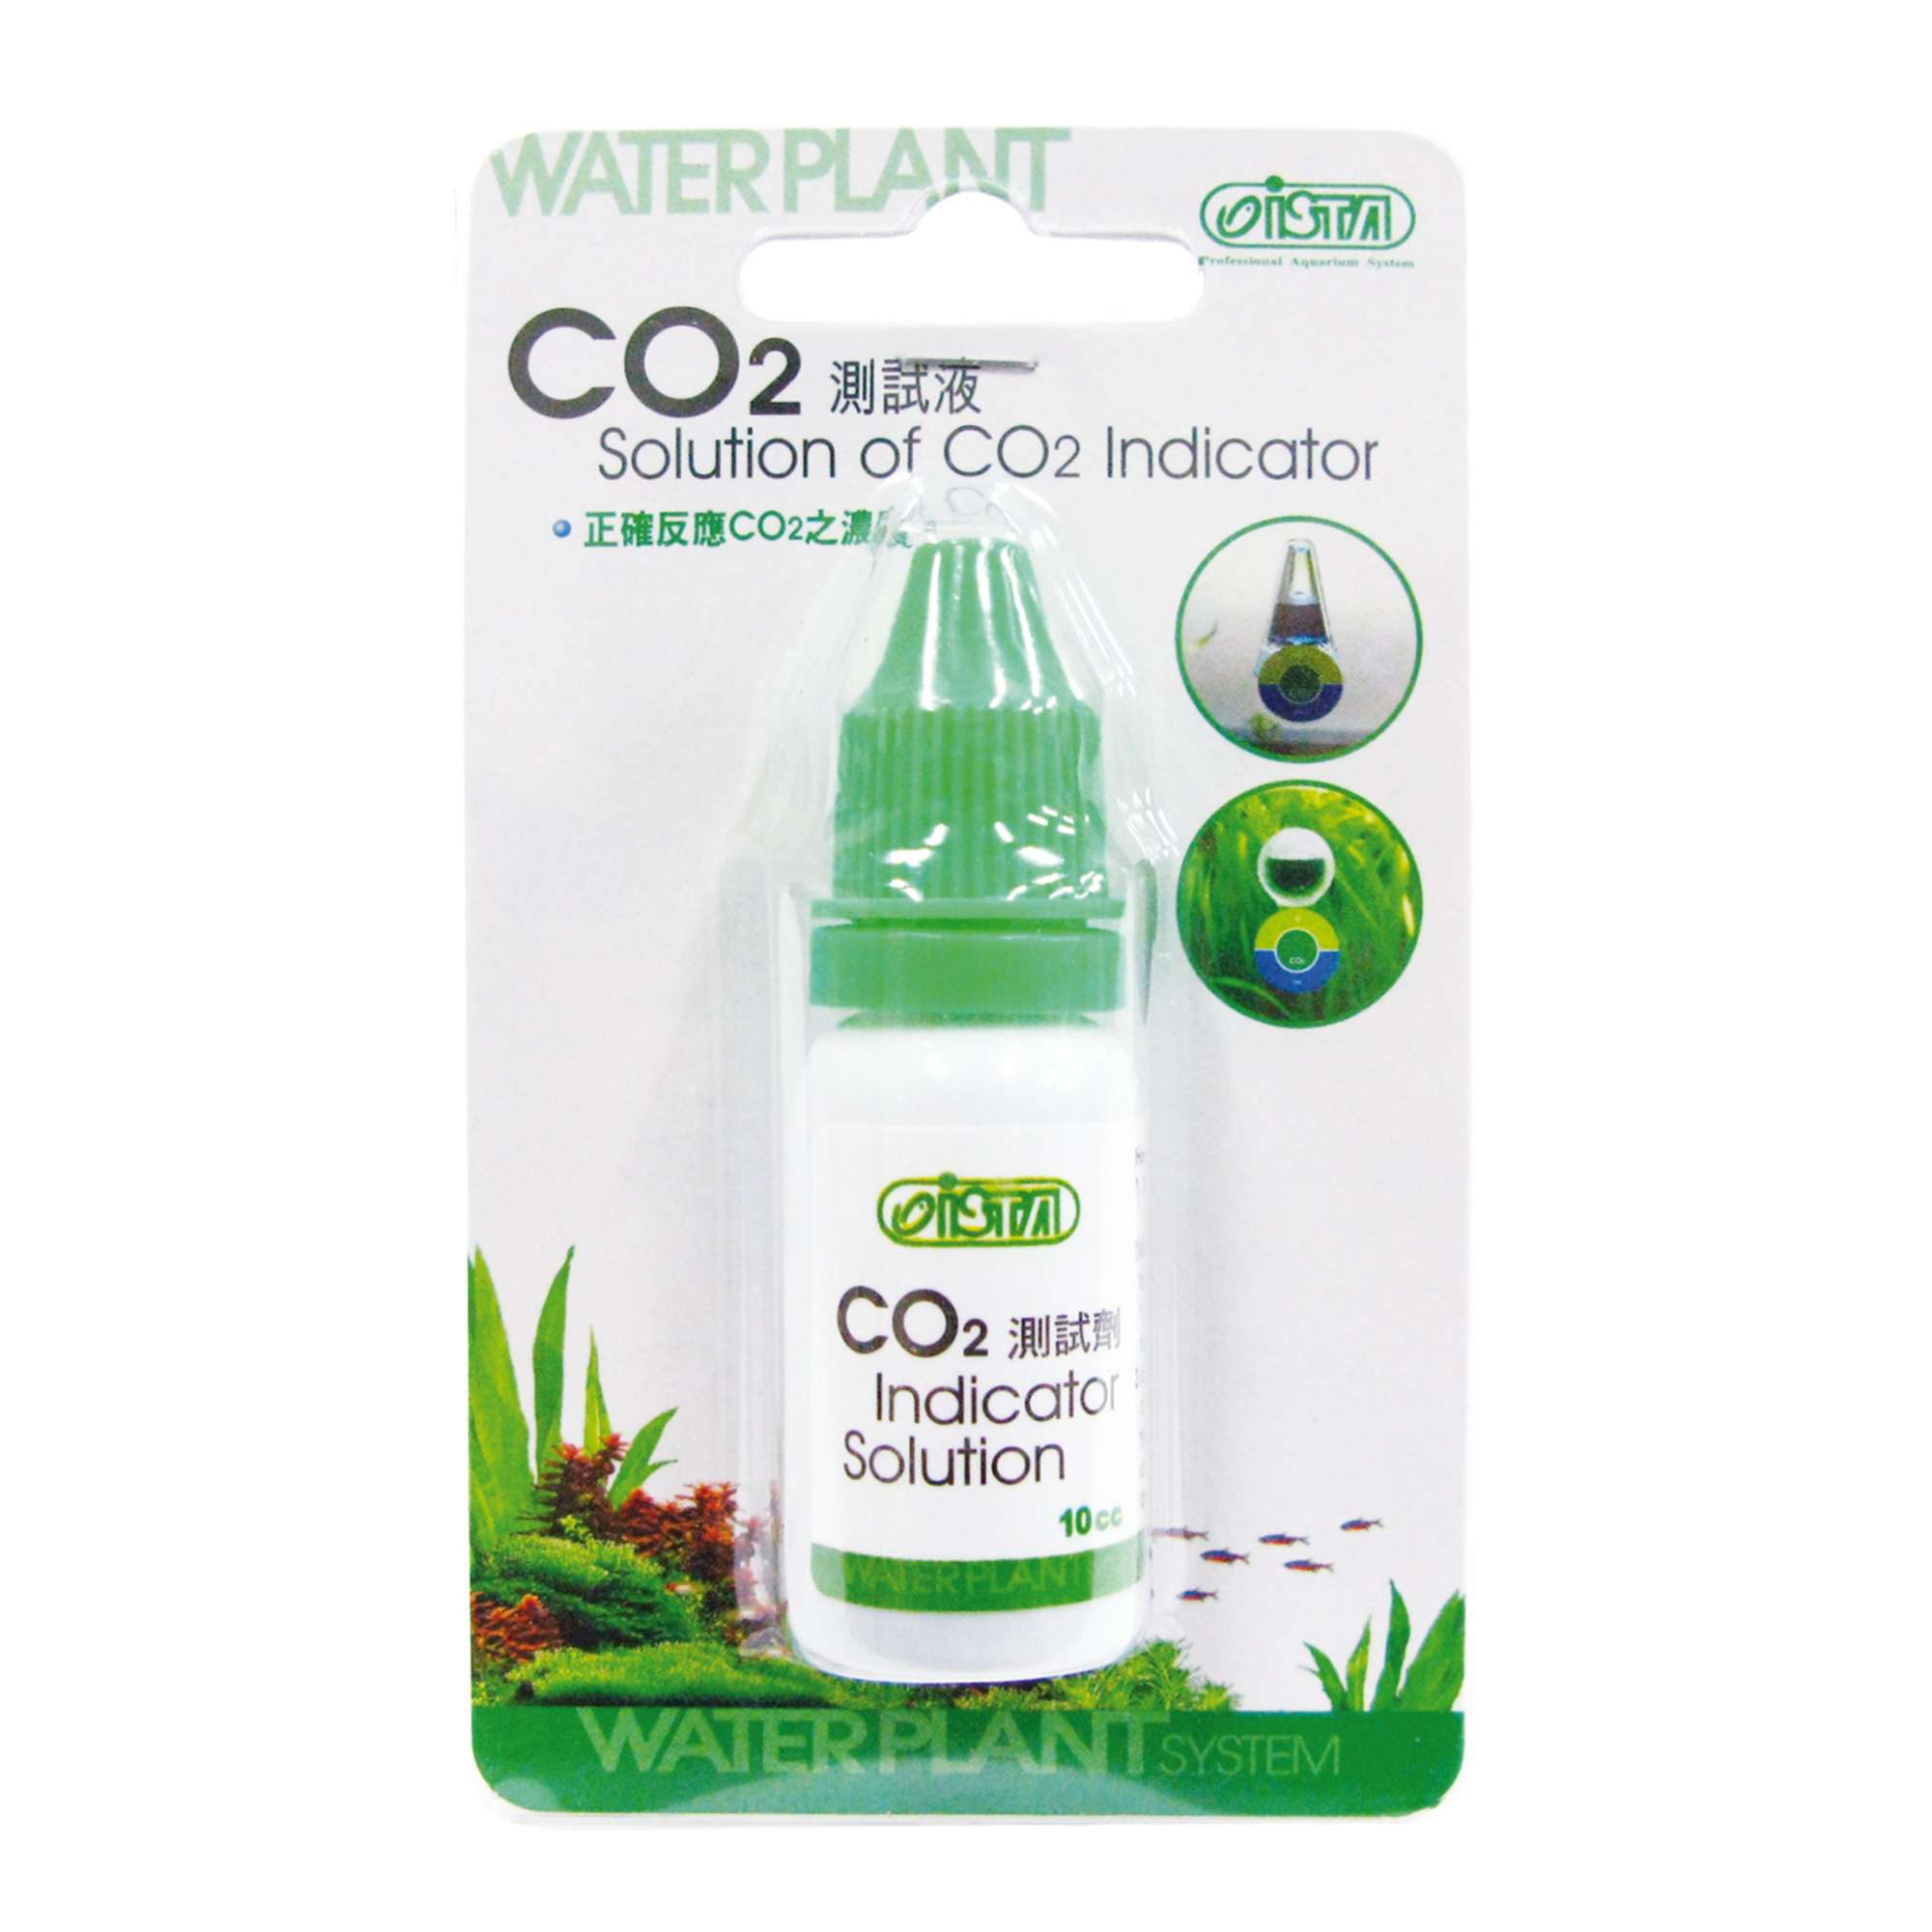 WATER PLANT
ISTA
Professional Aquarium System
CO2 測試液
Solution of CO2 Indicator
正確反應CO2之濃度
CO2
ISTA
CO2 測試劑
Indicator
Solution
10cc
WATER PLANT
WATER PLANT SYSTEM